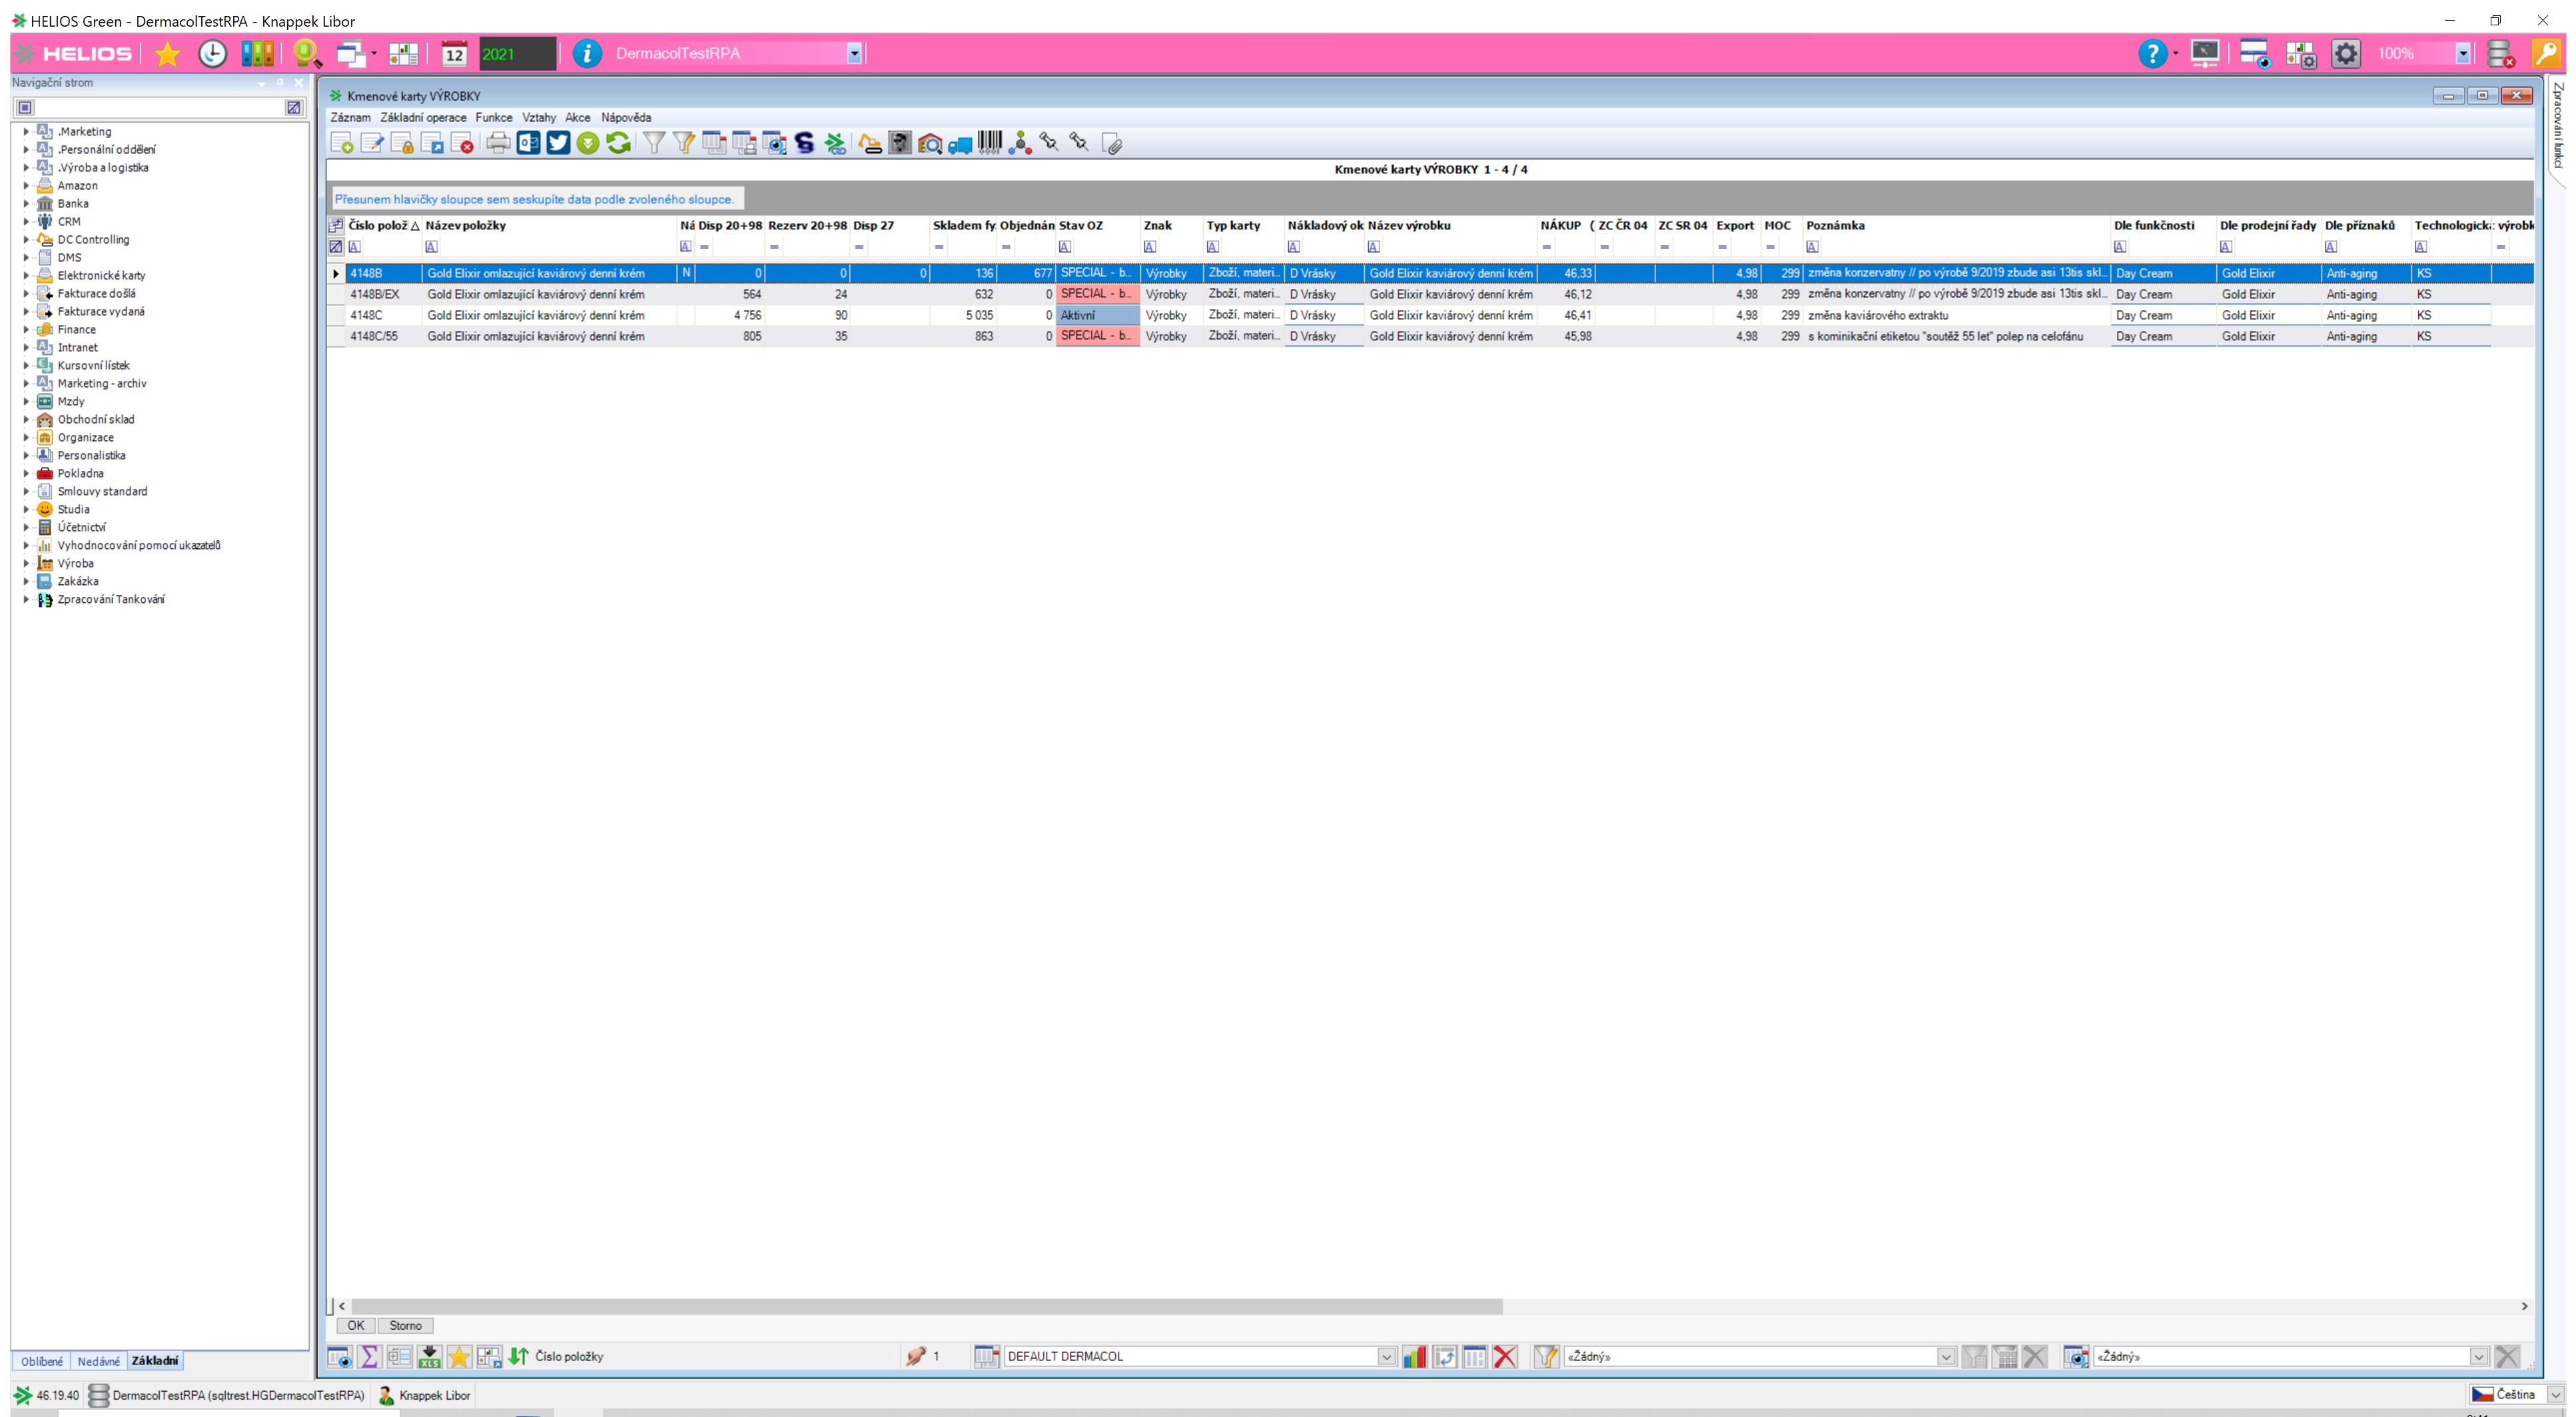 HELIOS Green - DermacolTestRPA - Knappek Libor
HELIOS 12 2021 DermacolTestRPA 100%
Navigační strom
.Marketing
.Personální oddělení
.Výroba a logistika
Amazon
Banka
CRM
DC Controlling
DMS
Elektronické karty
Fakturace došlá
Fakturace vydaná
Finance
Intranet
Kursovní lístek
Marketing - archiv
Mzdy
Obchodní sklad
Organizace
Personalistika
Pokladna
Smlouvy standard
Studia
Účetnictví
Vyhodnocování pomocí ukazatelů
Výroba
Zakázka
Zpracování Tankování
Oblíbené Nedávné Základní
Kmenové karty VÝROBKY
Záznam Základní operace Funkce Vztahy Akce Nápověda
Kmenové karty VÝROBKY 1 - 4 / 4
Přesunem hlavičky sloupce sem seskupíte data podle zvoleného sloupce.
Číslo polož Název položky Ná Disp 20+98 Rezerv 20+98 Disp 27 Skladem fy Objednán Stav OZ Znak Typ karty Nákladový ok Název výrobku NÁKUP ( ZC ČR 04 ZC SR 04 Export MOC Poznámka Dle funkčnosti Dle prodejní řady Dle příznaků Technologick výrobk
4148B Gold Elixir omlazující kaviárový denní krém N 0 0 0 136 677 SPECIAL - b... Výrobky Zboží, materi... D Vrásky Gold Elixir kaviárový denní krém 46,33 4,98 299 změna konzervatny // po výrobě 9/2019 zbude asi 13tis skl... Day Cream Gold Elixir Anti-aging KS
4148B/EX Gold Elixir omlazující kaviárový denní krém 564 24 632 0 SPECIAL - b... Výrobky Zboží, materi... D Vrásky Gold Elixir kaviárový denní krém 46,12 4,98 299 změna konzervatny // po výrobě 9/2019 zbude asi 13tis skl... Day Cream Gold Elixir Anti-aging KS
4148C Gold Elixir omlazující kaviárový denní krém 4 756 90 5 035 0 Aktivní Výrobky Zboží, materi... D Vrásky Gold Elixir kaviárový denní krém 46,41 4,98 299 změna kaviárového extraktu Day Cream Gold Elixir Anti-aging KS
4148C/55 Gold Elixir omlazující kaviárový denní krém 805 35 863 0 SPECIAL - b... Výrobky Zboží, materi... D Vrásky Gold Elixir kaviárový denní krém 45,98 4,98 299 s kominikační etiketou "soutěž 55 let" polep na celofánu Day Cream Gold Elixir Anti-aging KS
OK Storno
XLS Číslo položky 1 DEFAULT DERMACOL «Žádný» «Žádný»
Zpracování funkcí
46.19.40 DermacolTestRPA (sqltrest.HGDermacolTestRPA) Knappek Libor Čeština